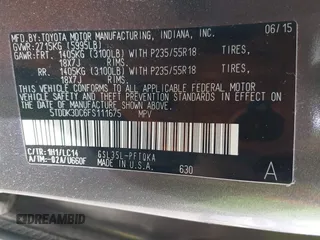 MFD.BY:TOYOTA MOTOR MANUFACTURING, INDIANA, INC.
GVWR:2715KG (5995LB) 06/15
GAWR:FRT. 1405KG (3100LB) WITH P235/55R18 TIRES,
18X7J RIMS,
RR. 1405KG (3100LB) WITH P235/55R18 TIRES,
18X7J RIMS,
THIS VEHICLE CONFORMS TO ALL APPLICABLE FEDERAL MOTOR
VEHICLE SAFETY AND THEFT PREVENTION STANDARDS IN EFFECT ON
THE DATE OF MANUFACTURE SHOWN ABOVE.
5TDDK3DC6FS111675 MPV
C/TR:1H1/LC14 GSL35L-PFTQKA
A/TM:-02A/U660F MADE IN U.S.A. 630 A
DREAMBID